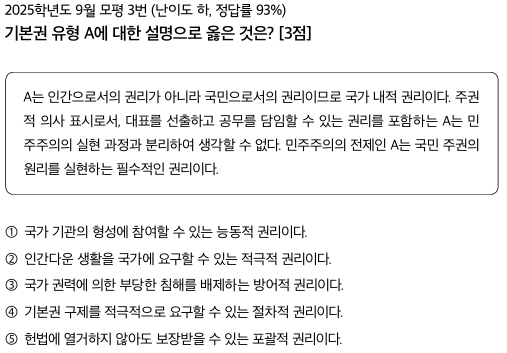 2025학년도 9월 모평 3번 (난이도 하, 정답률 93%)
기본권 유형 A에 대한 설명으로 옳은 것은? [3점]
A는 인간으로서의 권리가 아니라 국민으로서의 권리이므로 국가 내적 권리이다. 주권
적 의사 표시로서, 대표를 선출하고 공무를 담임할 수 있는 권리를 포함하는 A는 민
주주의의 실현 과정과 분리하여 생각할 수 없다. 민주주의의 전제인 A는 국민 주권의
원리를 실현하는 필수적인 권리이다.
① 국가 기관의 형성에 참여할 수 있는 능동적 권리이다.
② 인간다운 생활을 국가에 요구할 수 있는 적극적 권리이다.
③ 국가 권력에 의한 부당한 침해를 배제하는 방어적 권리이다.
④ 기본권 구제를 적극적으로 요구할 수 있는 절차적 권리이다.
⑤ 헌법에 열거하지 않아도 보장받을 수 있는 포괄적 권리이다.